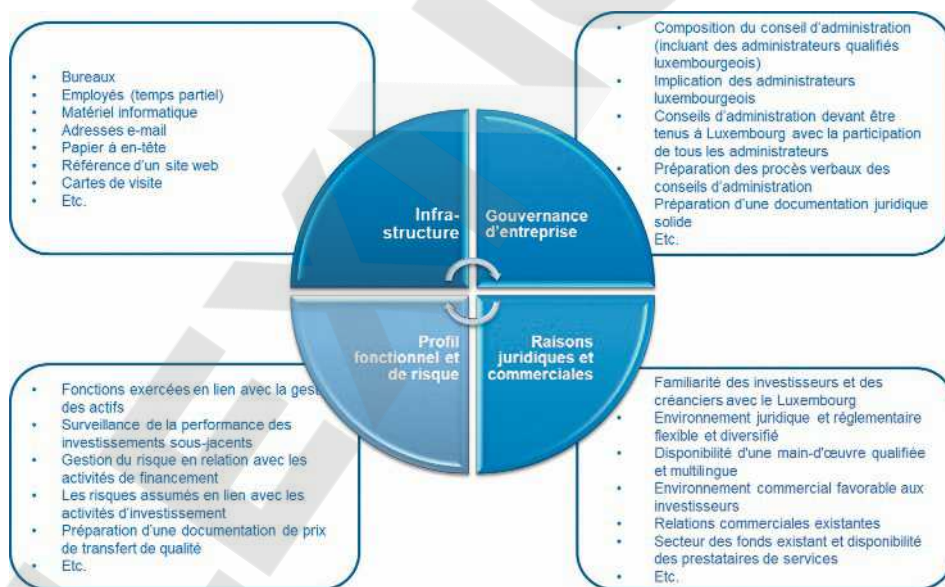 • Bureaux
• Employés (temps partiel)
• Matériel informatique
• Adresses e-mail
• Papier à en-tête
• Référence d'un site web
• Cartes de visite
• Etc.
• Composition du conseil d'administration
(incluant des administrateurs qualifiés
luxembourgeois)
• Implication des administrateurs
luxembourgeois
• Conseils d'administration devant être
tenus à Luxembourg avec la participation
de tous les administrateurs
• Préparation des procès verbaux des
conseils d'administration
Préparation d'une documentation juridique
solide
Etc.
Infra-
structure
Gouvernance
d'entreprise
Profil
fonctionnel et
de risque
Raisons
juridiques et
commerciales
• Fonctions exercées en lien avec la gest
des actifs
• Surveillance de la performance des
investissements sous-jacents
• Gestion du risque en relation avec les
activités de financement
• Les risques assumés en lien avec les
activités d'investissement
• Préparation d'une documentation de prix
de transfert de qualité
• Etc.
Familiarité des investisseurs et des
créanciers avec le Luxembourg
• Environnement juridique et réglementaire
flexible et diversifié
• Disponibilité d'une main-d'œuvre qualifiée
et multilingue
• Environnement commercial favorable aux
investisseurs
• Relations commerciales existantes
• Secteur des fonds existant et disponibilité
des prestataires de services
• Etc.